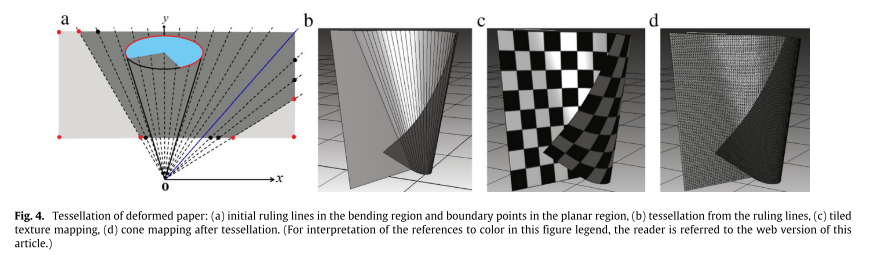 a
y
b
c
d
x
o
Fig. 4. Tessellation of deformed paper: (a) initial ruling lines in the bending region and boundary points in the planar region, (b) tessellation from the ruling lines, (c) tiled
texture mapping, (d) cone mapping after tessellation. (For interpretation of the references to color in this figure legend, the reader is referred to the web version of this
article.)